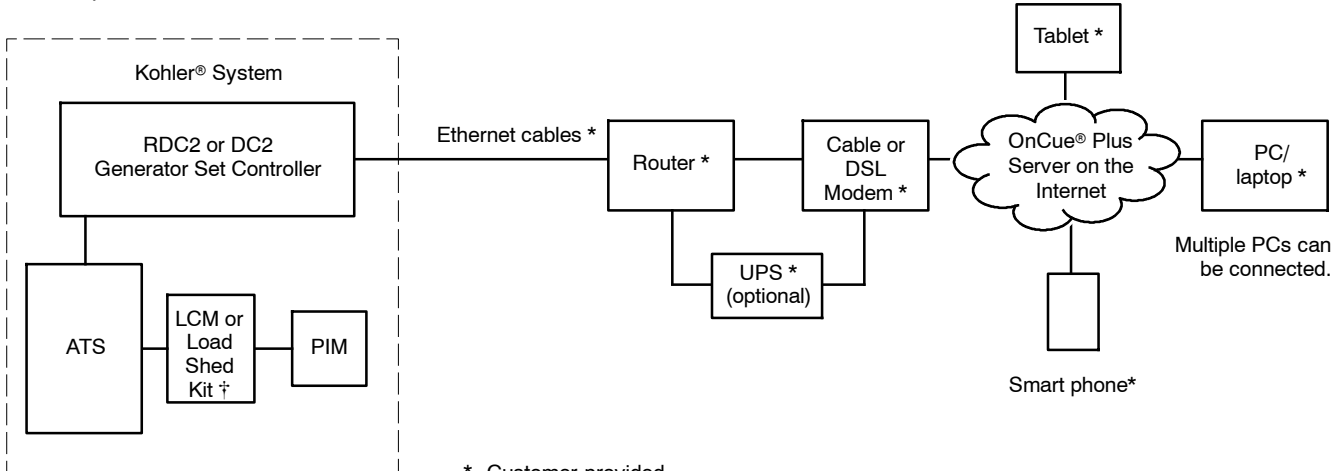 Kohler® System
RDC2 or DC2
Generator Set Controller
ATS
LCM or
Load
Shed
Kit †
PIM
Ethernet cables *
Router *
Cable or
DSL
Modem *
UPS *
(optional)
OnCue® Plus
Server on the
Internet
Tablet *
PC/
laptop *
Multiple PCs can
be connected.
Smart phone*
* Customer-provided